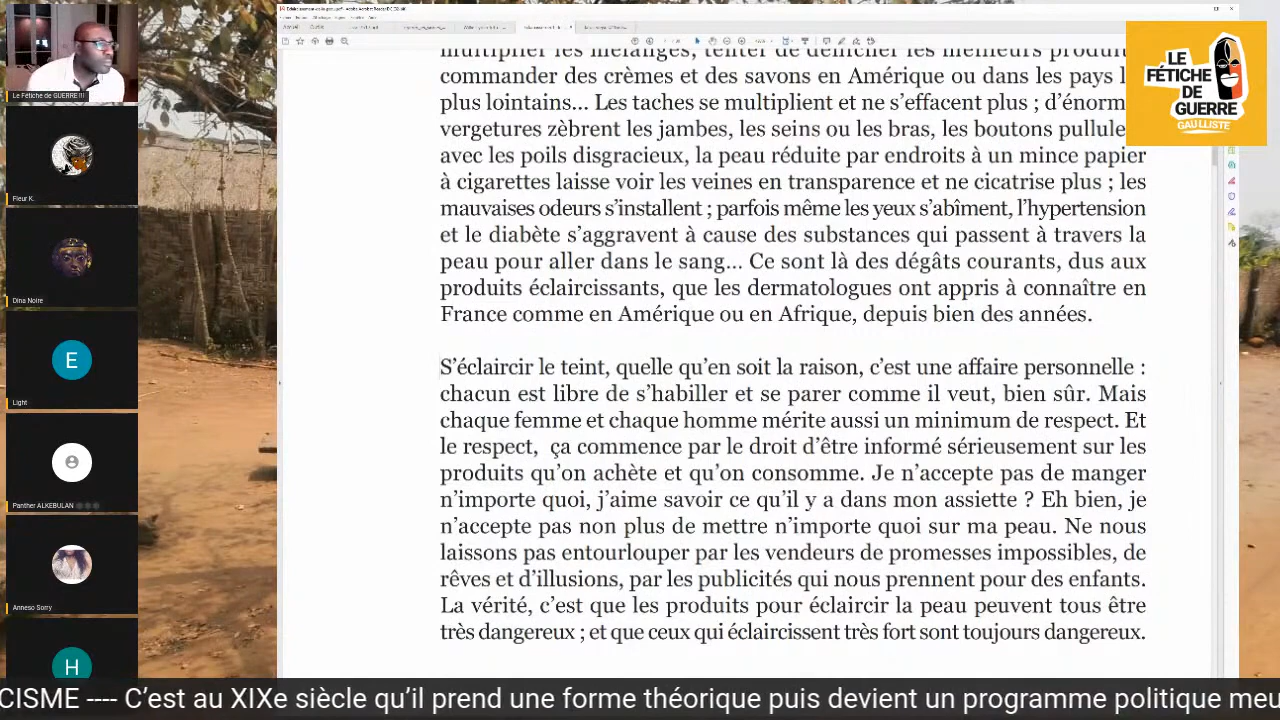 multiplier les mélanges, tenter de dénicher les meilleurs produits
commander des crèmes et des savons en Amérique ou dans les pays
plus lointains... Les taches se multiplient et ne s'effacent plus ; d'énorm
vergetures zèbrent les jambes, les seins ou les bras, les boutons pullule
avec les poils disgracieux, la peau réduite par endroits à un mince papier
à cigarettes laisse voir les veines en transparence et ne cicatrise plus ; les
mauvaises odeurs s'installent ; parfois même les yeux s'abîment, l'hypertension
et le diabète s'aggravent à cause des substances qui passent à travers la
peau pour aller dans le sang... Ce sont là des dégâts courants, dus aux
produits éclaircissants, que les dermatologues ont appris à connaître en
France comme en Amérique ou en Afrique, depuis bien des années.
S'éclaircir le teint, quelle qu'en soit la raison, c'est une affaire personnelle :
chacun est libre de s'habiller et se parer comme il veut, bien sûr. Mais
chaque femme et chaque homme mérite aussi un minimum de respect. Et
le respect, ça commence par le droit d'être informé sérieusement sur les
produits qu'on achète et qu'on consomme. Je n'accepte pas de manger
n'importe quoi, j'aime savoir ce qu'il y a dans mon assiette ? Eh bien, je
n'accepte pas non plus de mettre n'importe quoi sur ma peau. Ne nous
laissons pas entourlouper par les vendeurs de promesses impossibles, de
rêves et d'illusions, par les publicités qui nous prennent pour des enfants.
La vérité, c'est que les produits pour éclaircir la peau peuvent tous être
très dangereux ; et que ceux qui éclaircissent très fort sont toujours dangereux.
LE
FÉTICHE
DE
GUERRE
GAULLISTE
Le Fétiche de GUERRE !!!
Fleur K.
Dina Noire
E
Light
Panther ALKEBULAN
Anneso Sorry
H
CISME ---- C'est au XIXe siècle qu'il prend une forme théorique puis devient un programme politique meu